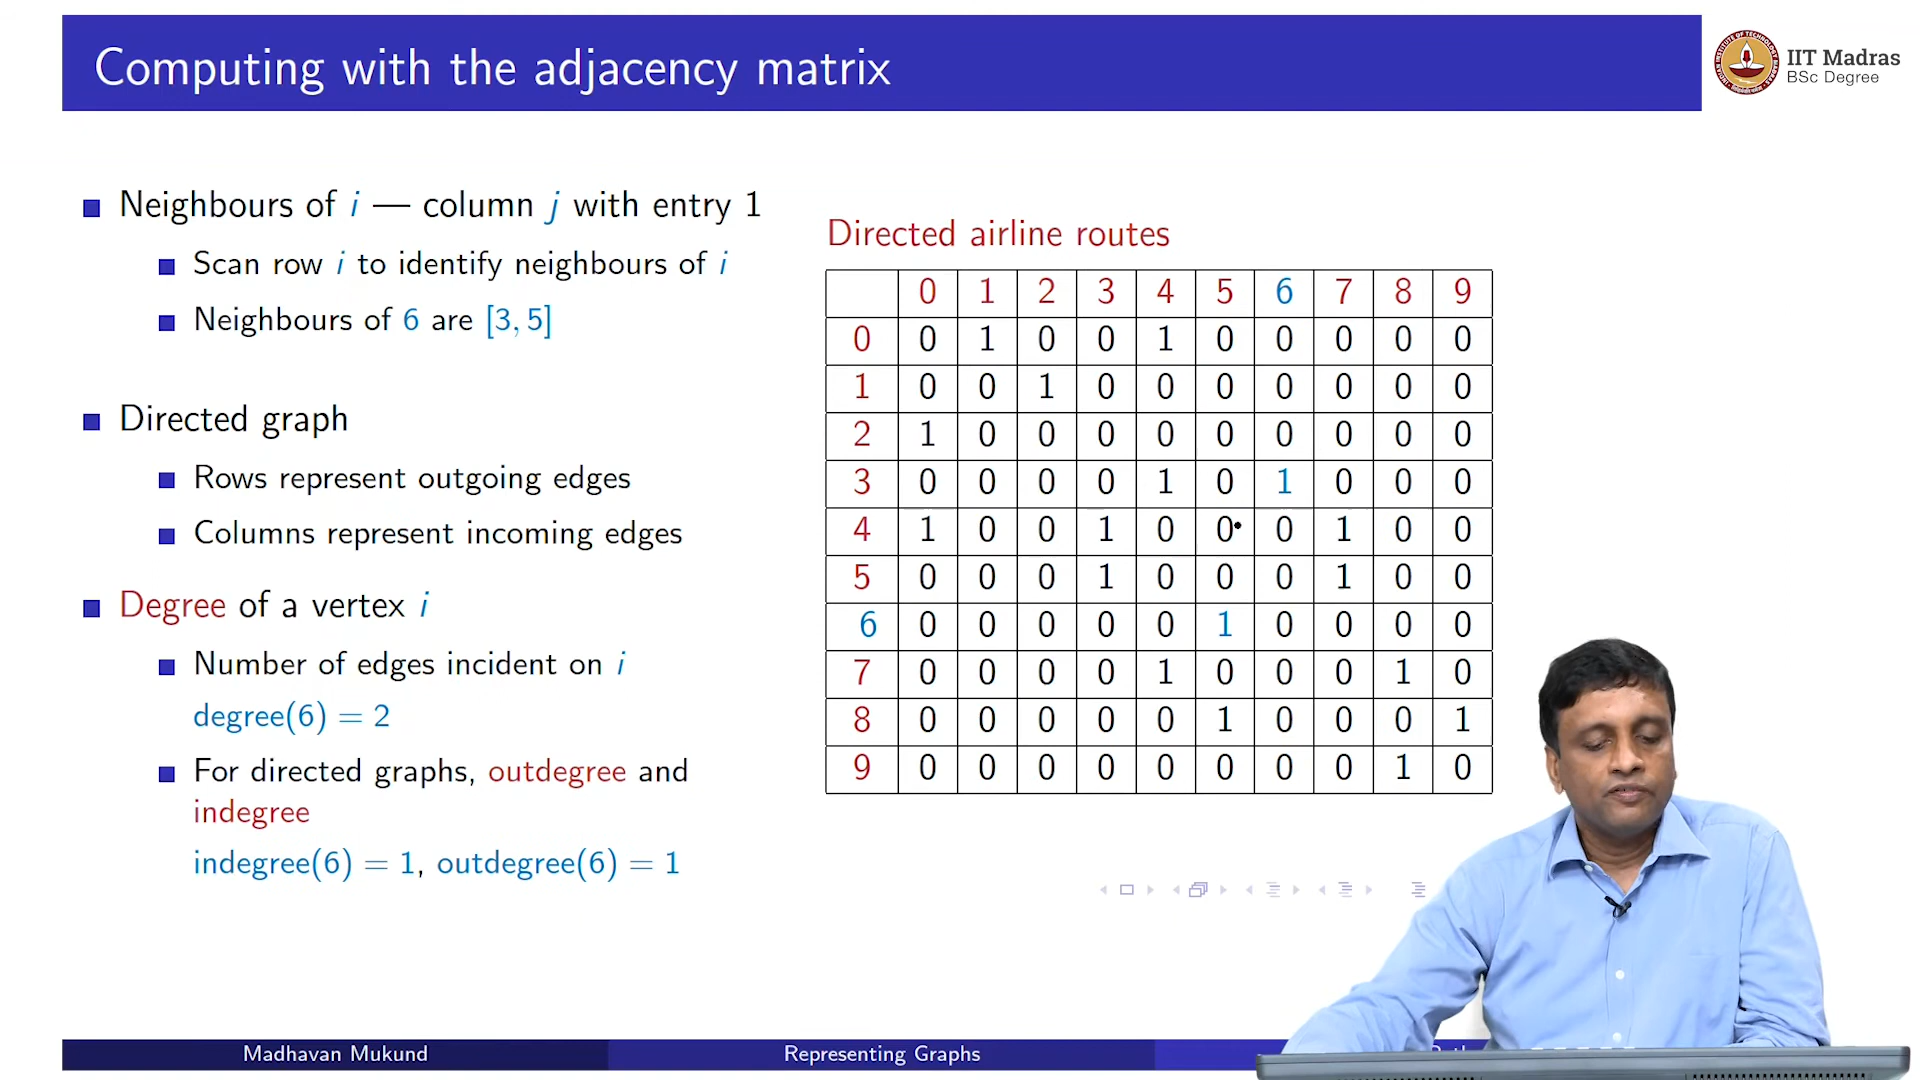 Computing with the adjacency matrix
IIT Madras
BSc Degree
Neighbours of i — column j with entry 1
Scan row i to identify neighbours of i
Neighbours of 6 are [3, 5]
Directed graph
Rows represent outgoing edges
Columns represent incoming edges
Degree of a vertex i
Number of edges incident on i
degree(6) = 2
For directed graphs, outdegree and
indegree
indegree(6) = 1, outdegree(6) = 1
Directed airline routes
0 1 2 3 4 5 6 7 8 9
0 0 1 0 0 1 0 0 0 0 0
1 0 0 1 0 0 0 0 0 0 0
2 1 0 0 0 0 0 0 0 0 0
3 0 0 0 0 1 0 1 0 0 0
4 1 0 0 1 0 0 0 1 0 0
5 0 0 0 1 0 0 0 1 0 0
6 0 0 0 0 0 1 0 0 0 0
7 0 0 0 0 1 0 0 0 1 0
8 0 0 0 0 0 1 0 0 0 1
9 0 0 0 0 0 0 0 0 1 0
Madhavan Mukund
Representing Graphs